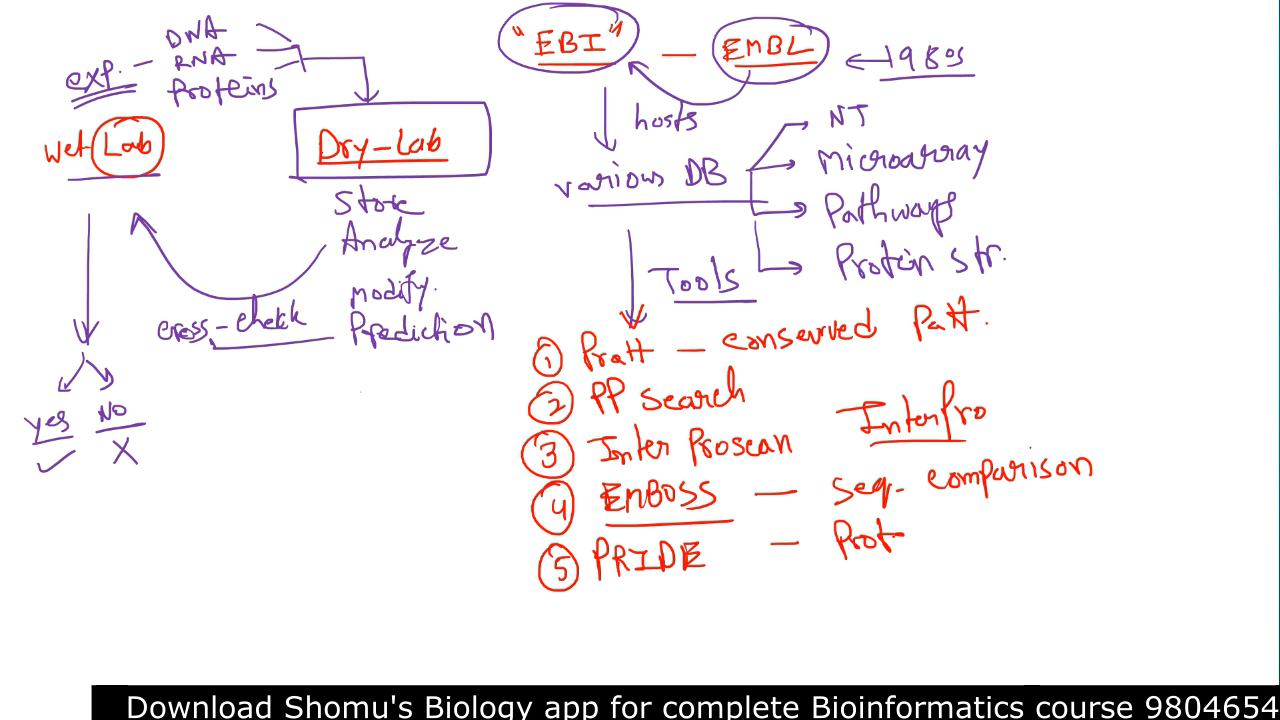 exp. - DNA
RNA
Proteins
wet Lab
Dry-Lab
Store
Analyze
modify.
Prediction
cross-check
Yes
NO
"EBI" - EMBL
1980s
hosts
various DB
NT
Microarray
Pathways
Protein str.
Tools
1 Pratt - conserved Patt.
2 PP search
3 Inter Proscan InterPro
4 EMBOSS - Seq. comparison
5 PRIDE - Prot
Download Shomu's Biology app for complete Bioinformatics course 9804654